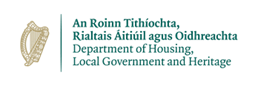 An Roinn Tithíochta,
Rialtais Áitiúil agus Oidhreachta
Department of Housing,
Local Government and Heritage